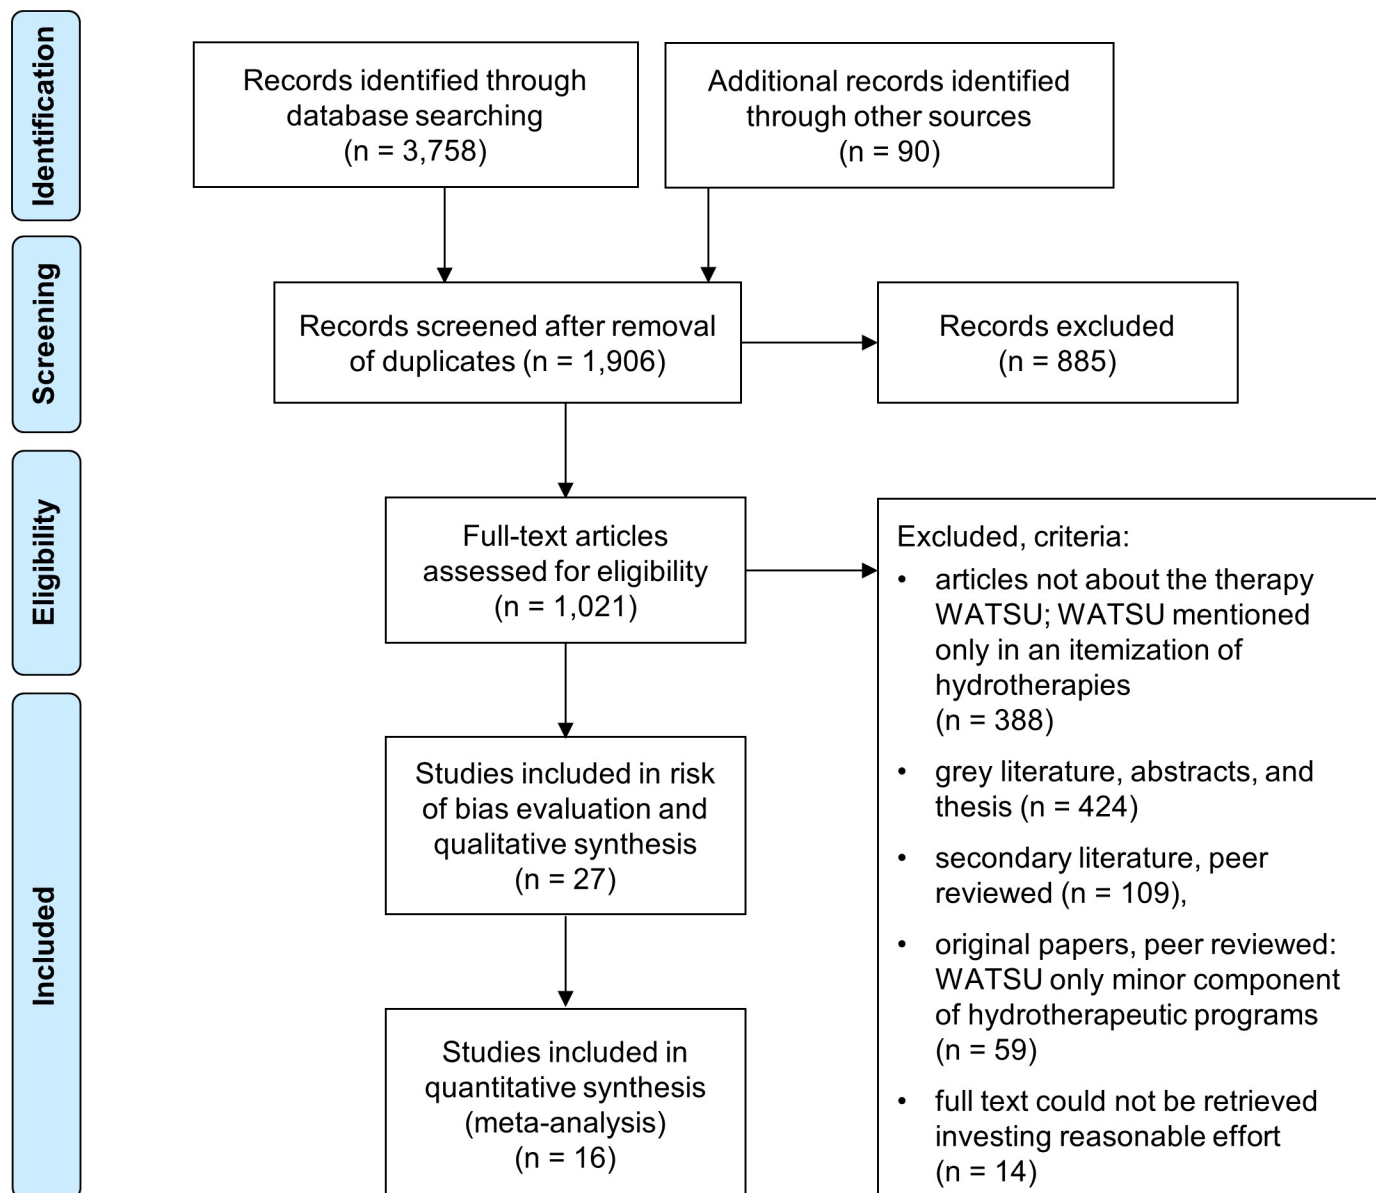 Identification
Records identified through
database searching
(n = 3,758)
Additional records identified
through other sources
(n = 90)
Screening
Records screened after removal
of duplicates (n = 1,906)
Records excluded
(n = 885)
Eligibility
Full-text articles
assessed for eligibility
(n = 1,021)
Excluded, criteria:
• articles not about the therapy
WATSU; WATSU mentioned
only in an itemization of
hydrotherapies
(n = 388)
• grey literature, abstracts, and
thesis (n = 424)
• secondary literature, peer
reviewed (n = 109),
• original papers, peer reviewed:
WATSU only minor component
of hydrotherapeutic programs
(n = 59)
• full text could not be retrieved
investing reasonable effort
(n = 14)
Included
Studies included in risk
of bias evaluation and
qualitative synthesis
(n = 27)
Studies included in
quantitative synthesis
(meta-analysis)
(n = 16)